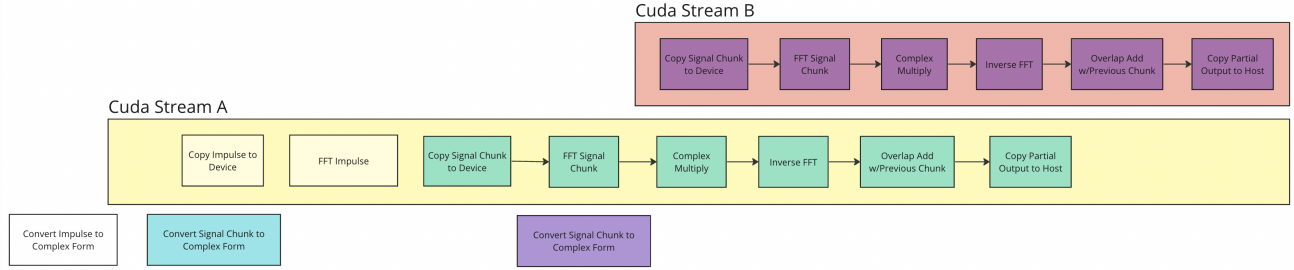 Cuda Stream B
Copy Signal Chunk
to Device
FFT Signal
Chunk
Complex
Multiply
Inverse FFT
Overlap Add
w/Previous Chunk
Copy Partial
Output to Host
Cuda Stream A
Copy Impulse to
Device
FFT Impulse
Copy Signal Chunk
to Device
FFT Signal
Chunk
Complex
Multiply
Inverse FFT
Overlap Add
w/Previous Chunk
Copy Partial
Output to Host
Convert Impulse to
Complex Form
Convert Signal Chunk to
Complex Form
Convert Signal Chunk to
Complex Form